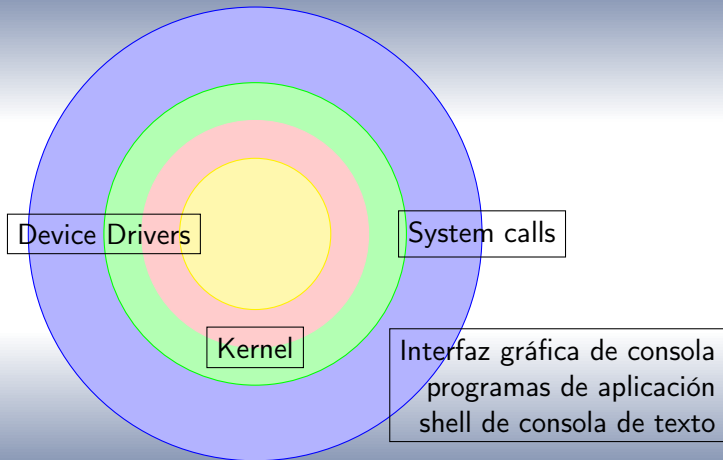 Device Drivers
System calls
Kernel
Interfaz gráfica de consola
programas de aplicación
shell de consola de texto